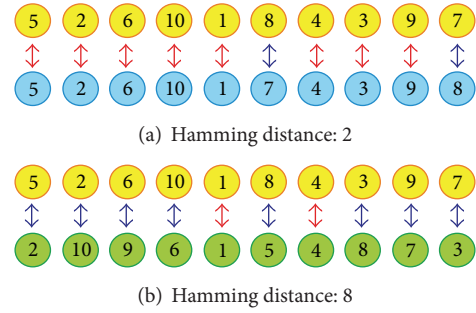 5 2 6 10 1 8 4 3 9 7
5 2 6 10 1 7 4 3 9 8
(a) Hamming distance: 2
5 2 6 10 1 8 4 3 9 7
2 10 9 6 1 5 4 8 7 3
(b) Hamming distance: 8